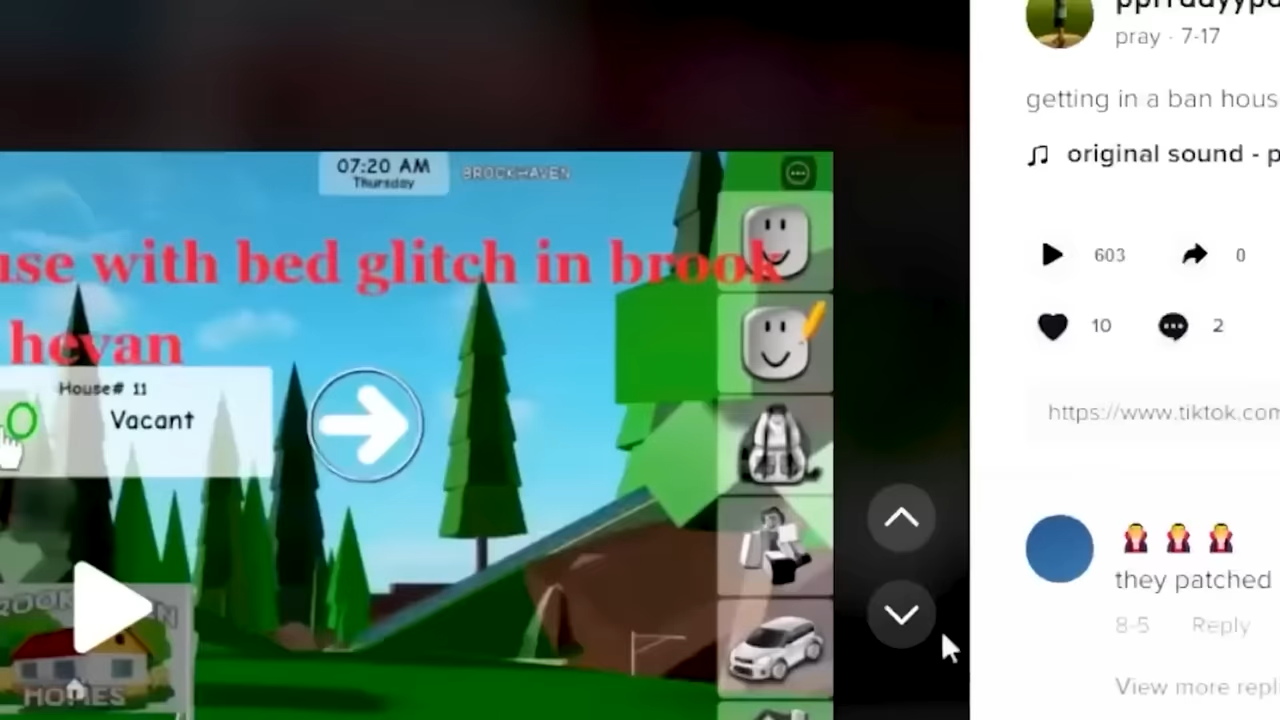 pray · 7-17
getting in a ban hous
original sound - p
603
0
10
2
https://www.tiktok.com
they patched
8-5 Reply
View more repli
07:20 AM
Thursday
BROCKHAVEN
use with bed glitch in brook
hevan
House# 11
Vacant
HOMES